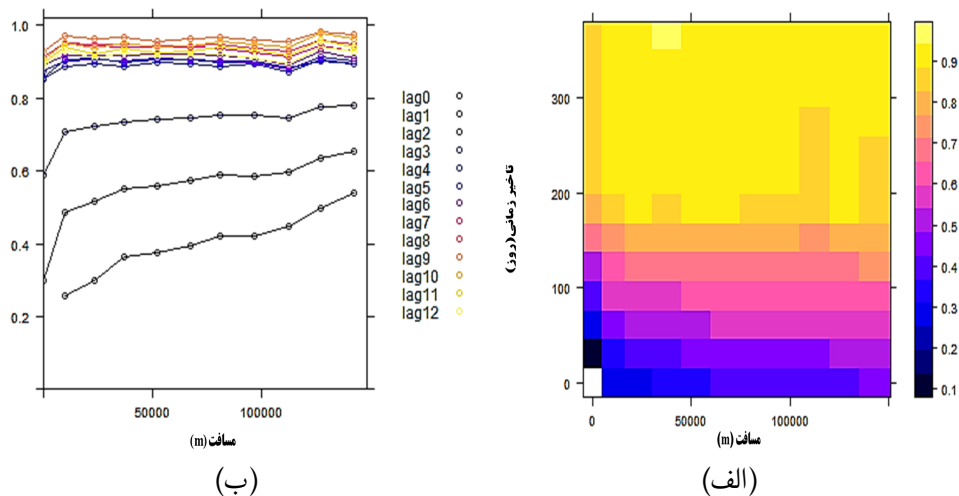 1.0
0.8
0.6
0.4
0.2
50000
100000
مسافت (m)
(ب)
lag0
lag1
lag2
lag3
lag4
lag5
lag6
lag7
lag8
lag9
lag10
lag11
lag12
تاخیر زمانی(روز)
300
200
100
0
0
50000
100000
مسافت (m)
(الف)
0.9
0.8
0.7
0.6
0.5
0.4
0.3
0.2
0.1